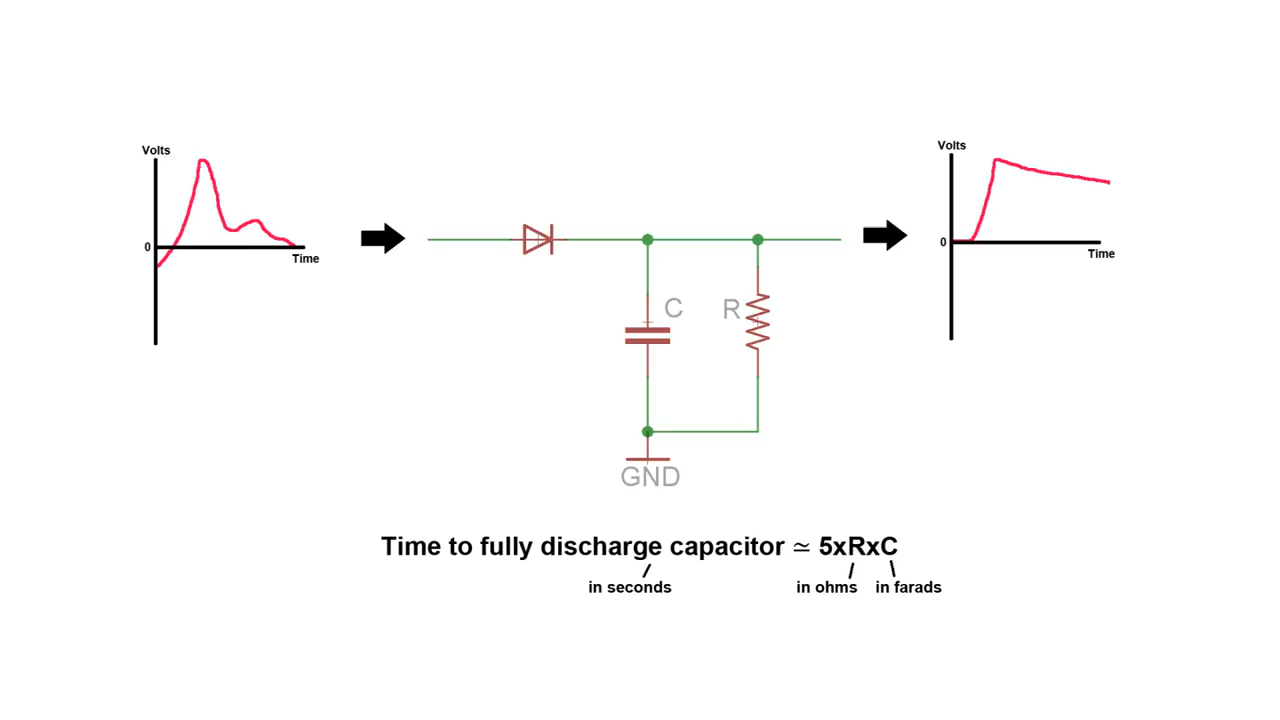 Volts
0
Time
C
R
GND
Volts
0
Time
Time to fully discharge capacitor ≃ 5xRxC
in seconds
in ohms
in farads